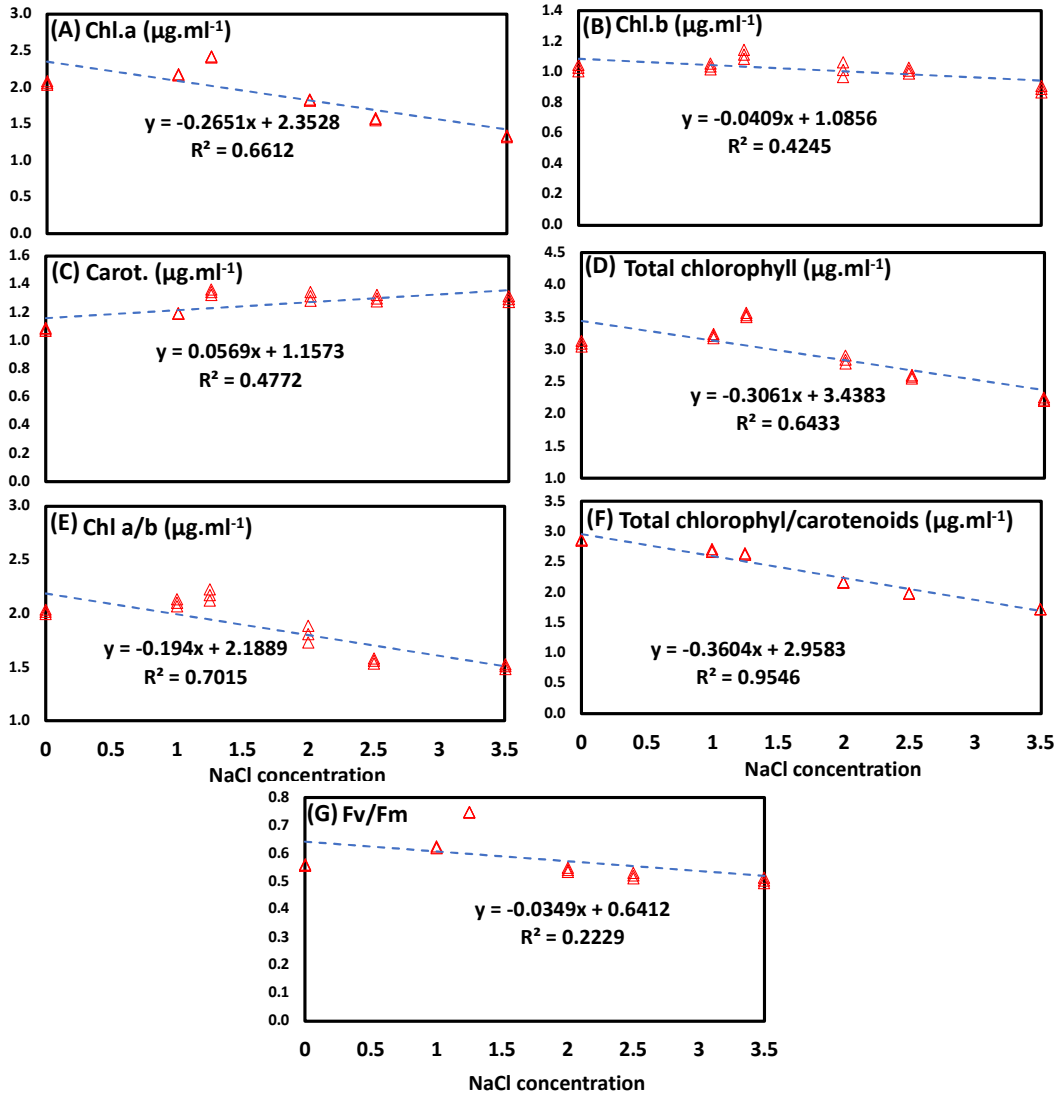 (A) Chl.a (µg.ml⁻¹)
3.0
2.5
2.0
1.5
1.0
0.5
0.0
y = -0.2651x + 2.3528
R² = 0.6612
(B) Chl.b (µg.ml⁻¹)
1.4
1.2
1.0
0.8
0.6
0.4
0.2
0.0
y = -0.0409x + 1.0856
R² = 0.4245
(C) Carot. (µg.ml⁻¹)
1.6
1.4
1.2
1.0
0.8
0.6
0.4
0.2
0.0
y = 0.0569x + 1.1573
R² = 0.4772
(D) Total chlorophyll (µg.ml⁻¹)
4.5
4.0
3.5
3.0
2.5
2.0
1.5
1.0
y = -0.3061x + 3.4383
R² = 0.6433
(E) Chl a/b (µg.ml⁻¹)
3.0
2.5
2.0
1.5
1.0
y = -0.194x + 2.1889
R² = 0.7015
0 0.5 1 1.5 2 2.5 3 3.5
NaCl concentration
(F) Total chlorophyl/carotenoids (µg.ml⁻¹)
3.5
3.0
2.5
2.0
1.5
1.0
0.5
0.0
y = -0.3604x + 2.9583
R² = 0.9546
0 0.5 1 1.5 2 2.5 3 3.5
NaCl concentration
(G) Fv/Fm
0.8
0.7
0.6
0.5
0.4
0.3
0.2
0.1
0.0
y = -0.0349x + 0.6412
R² = 0.2229
0 0.5 1 1.5 2 2.5 3 3.5
NaCl concentration